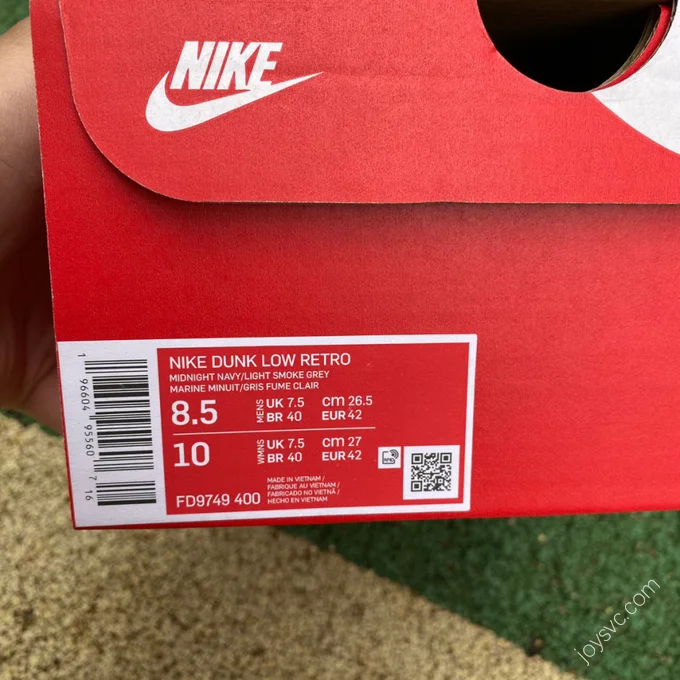 NIKE
NIKE DUNK LOW RETRO
MIDNIGHT NAVY/LIGHT SMOKE GREY
MARINE MINUIT/GRIS FUME CLAIR
8.5 MENS UK 7.5 CM 26.5
BR 40 EUR 42
10 WMNS UK 7.5 CM 27
BR 40 EUR 42
FD9749 400
MADE IN VIETNAM /
FABRIQUE AU VIETNAM /
FABRICADO NO VIETNÃ /
HECHO EN VIETNAM
1 96604 95560 7 16
joysvc.com